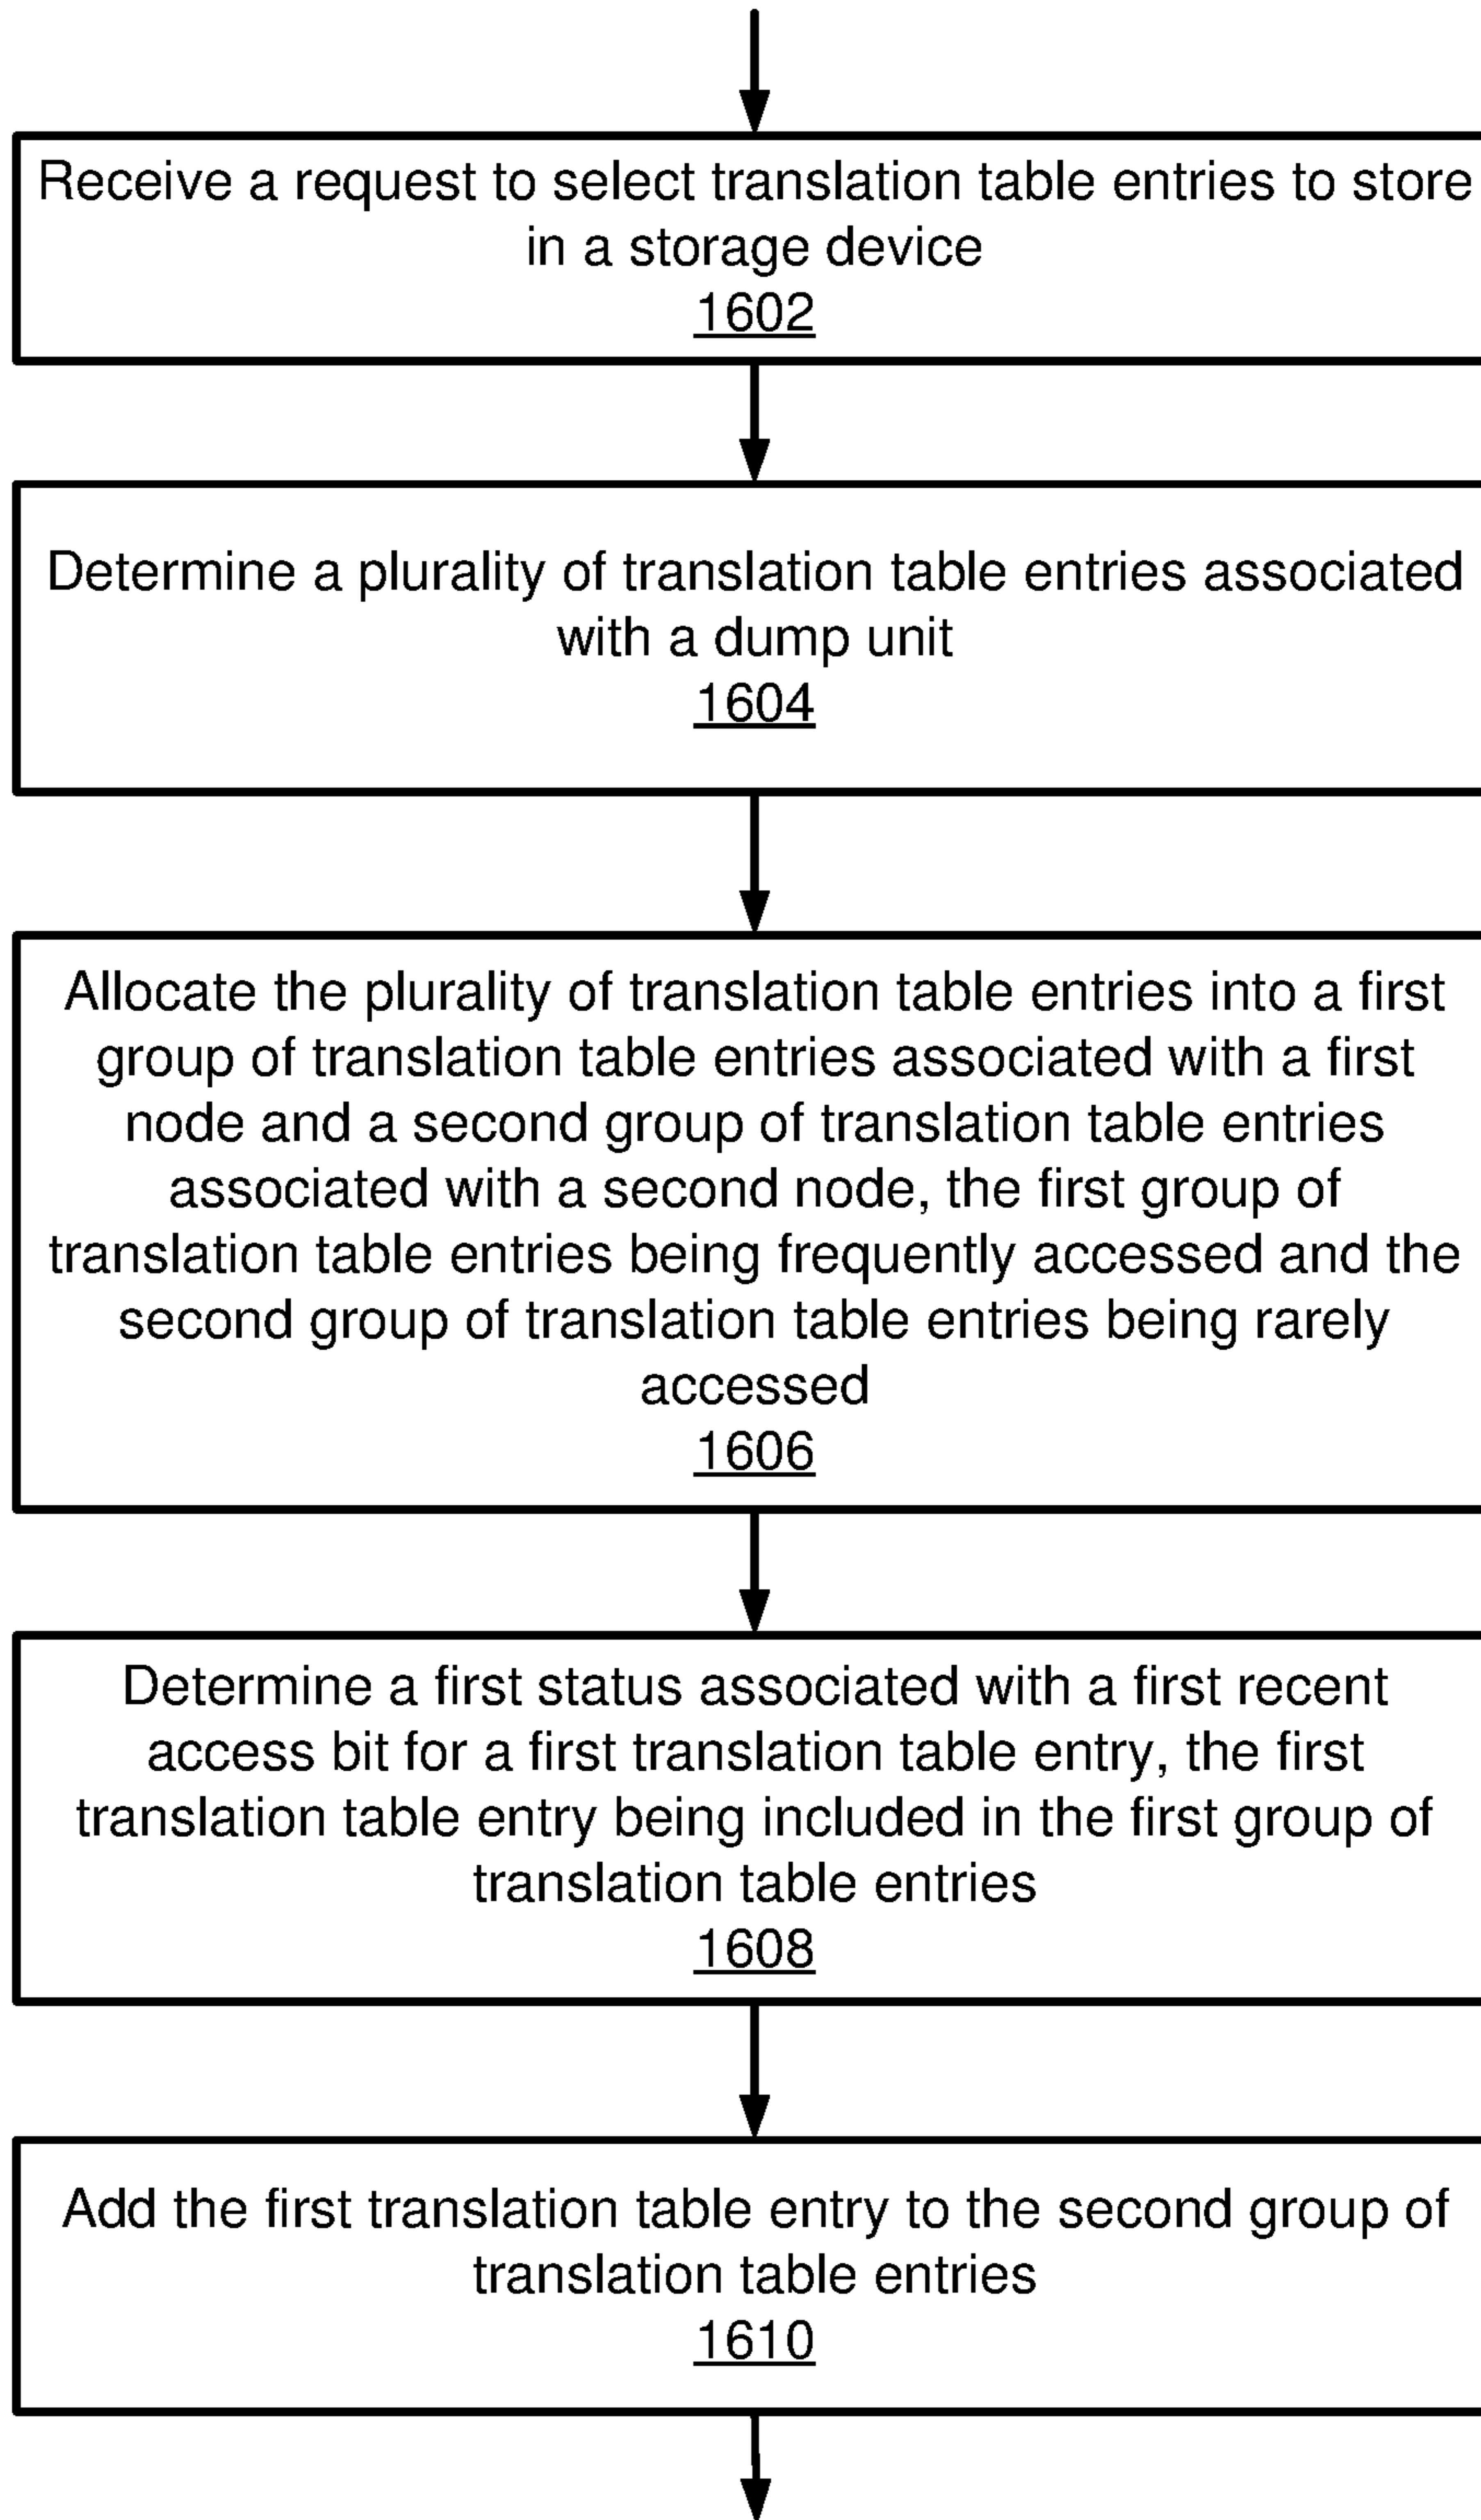 Receive a request to select translation table entries to store
in a storage device
1602
Determine a plurality of translation table entries associated
with a dump unit
1604
Allocate the plurality of translation table entries into a first
group of translation table entries associated with a first
node and a second group of translation table entries
associated with a second node, the first group of
translation table entries being frequently accessed and the
second group of translation table entries being rarely
accessed
1606
Determine a first status associated with a first recent
access bit for a first translation table entry, the first
translation table entry being included in the first group of
translation table entries
1608
Add the first translation table entry to the second group of
translation table entries
1610